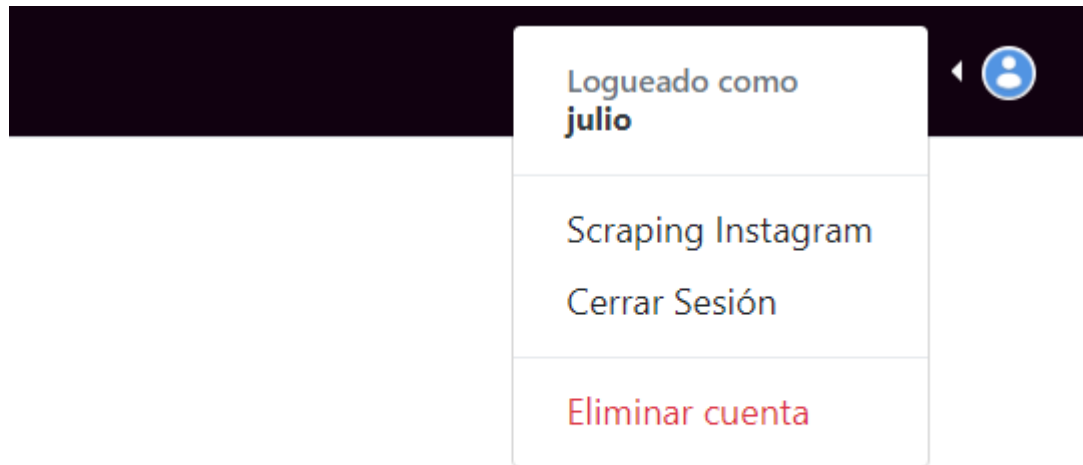 Logueado como
julio
Scraping Instagram
Cerrar Sesión
Eliminar cuenta